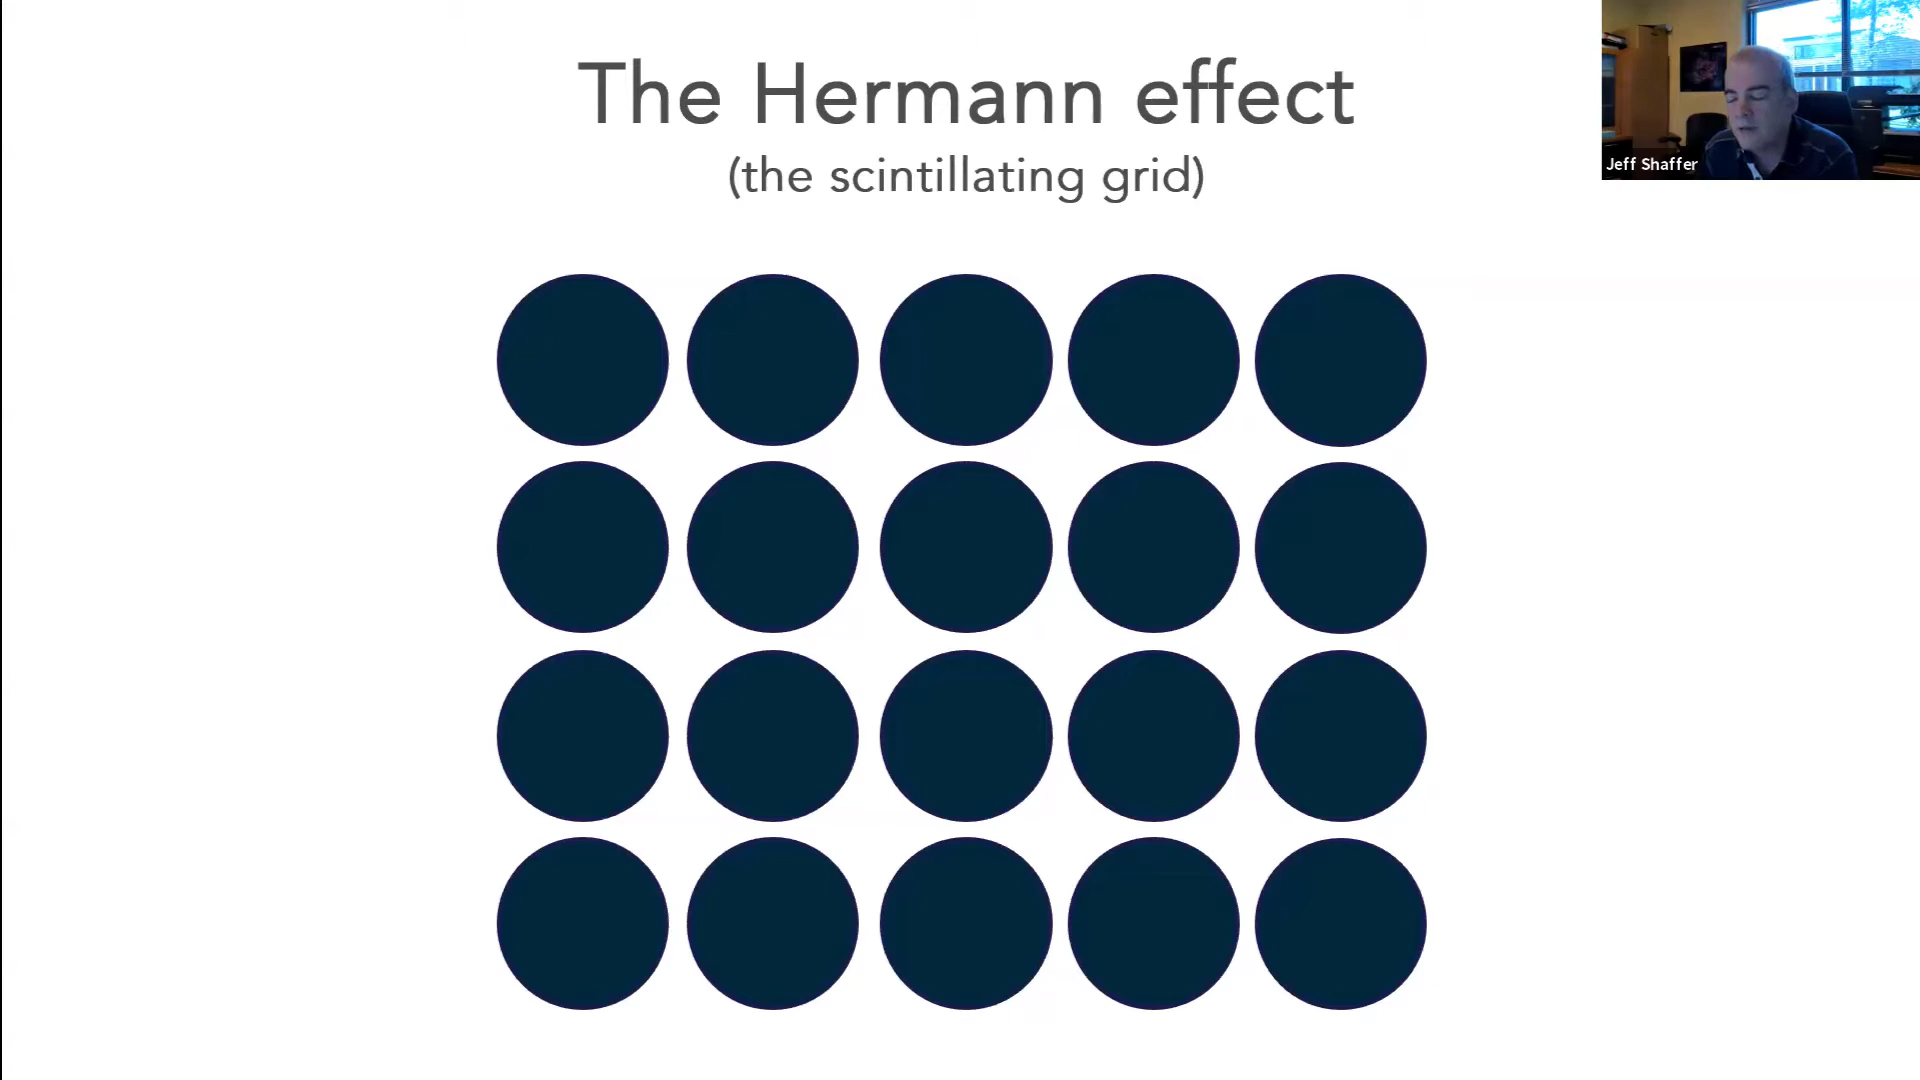 The Hermann effect
(the scintillating grid)
Jeff Shaffer